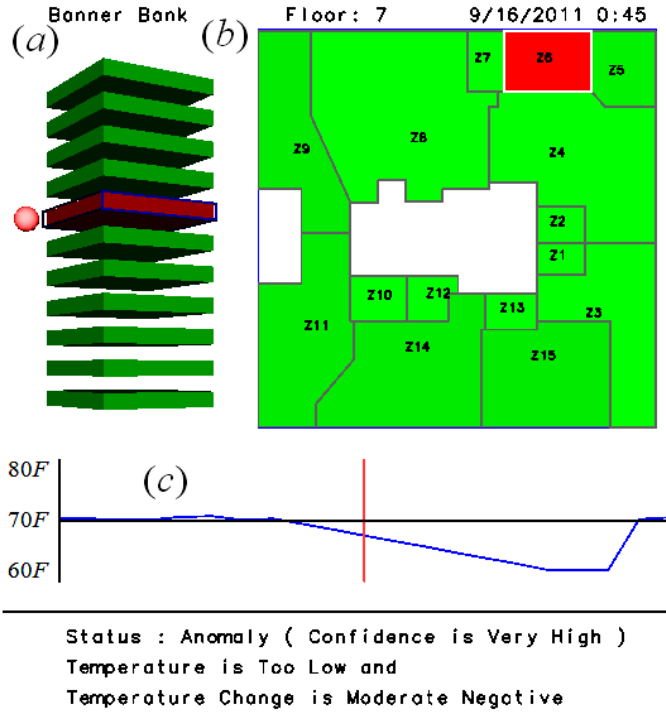 Banner Bank Floor: 7 9/16/2011 0:45
(a)
(b)
Z7
Z6
Z5
Z9
Z8
Z4
Z2
Z1
Z10
Z12
Z13
Z3
Z11
Z14
Z15
(c)
80F
70F
60F
Status : Anomaly ( Confidence is Very High )
Temperature is Too Low and
Temperature Change is Moderate Negative